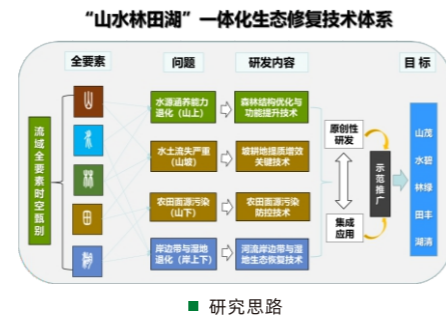 “山水林田湖”一体化生态修复技术体系
全要素
问题
研发内容
目标
流域全要素时空甄别
水源涵养能力
退化（山上）
水土流失严重
（山坡）
农田面源污染
（山下）
岸边带与湿地
退化（岸上下）
森林结构优化与
功能提升技术
坡耕地提质增效
关键技术
农田面源污染
防控技术
河流岸边带与湿
地生态恢复技术
原创性
研发
集成
应用
示范推广
山茂
水碧
林绿
田丰
湖清
■ 研究思路